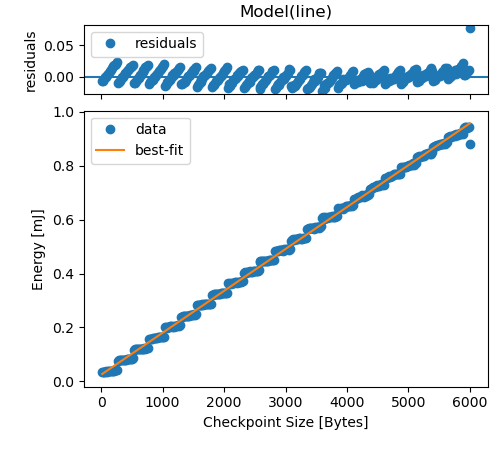 Model(line)
residuals
0.05
0.00
residuals
data
best-fit
1.0
0.8
0.6
0.4
0.2
0.0
Energy [mJ]
0
1000
2000
3000
4000
5000
6000
Checkpoint Size [Bytes]